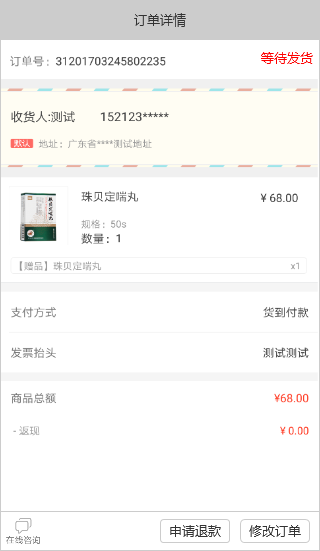 订单详情
订单号：31201703245802235 等待发货
收货人:测试 152123*****
默认 地址：广东省****测试地址
珠贝定喘丸 ¥ 68.00
规格：50s
数量：1
【赠品】珠贝定喘丸 x1
支付方式 货到付款
发票抬头 测试测试
商品总额 ¥68.00
- 返现 ¥ 0.00
在线咨询 申请退款 修改订单